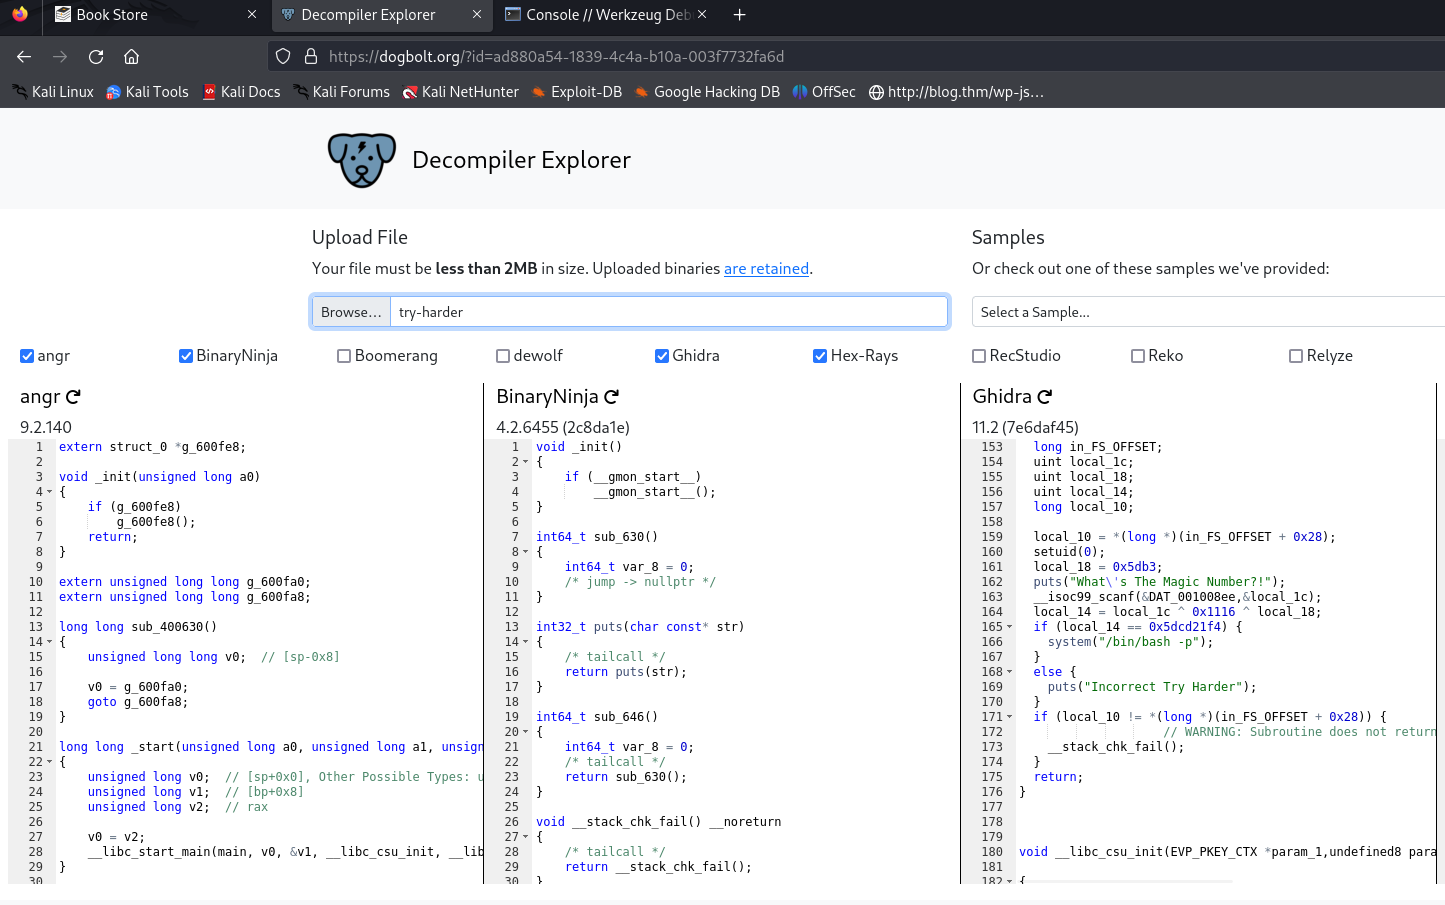 Book Store
Decompiler Explorer
Console // Werkzeug Deb
https://dogbolt.org/?id=ad880a54-1839-4c4a-b10a-003f7732fa6d
Kali Linux
Kali Tools
Kali Docs
Kali Forums
Kali NetHunter
Exploit-DB
Google Hacking DB
OffSec
http://blog.thm/wp-js…
Decompiler Explorer
Upload File
Your file must be less than 2MB in size. Uploaded binaries are retained.
Browse…
try-harder
Samples
Or check out one of these samples we've provided:
Select a Sample...
angr
BinaryNinja
Boomerang
dewolf
Ghidra
Hex-Rays
RecStudio
Reko
Relyze
angr
9.2.140
1 extern struct_0 *g_600fe8;
2
3 void _init(unsigned long a0)
4 {
5 if (g_600fe8)
6 g_600fe8();
7 return;
8 }
9
10 extern unsigned long long g_600fa0;
11 extern unsigned long long g_600fa8;
12
13 long long sub_400630()
14 {
15 unsigned long long v0;  // [sp-0x8]
16
17 v0 = g_600fa0;
18 goto g_600fa8;
19 }
20
21 long long _start(unsigned long a0, unsigned long a1, unsign
22 {
23 unsigned long v0;  // [sp+0x0], Other Possible Types: u
24 unsigned long v1;  // [bp+0x8]
25 unsigned long v2;  // rax
26
27 v0 = v2;
28 __libc_start_main(main, v0, &v1, __libc_csu_init, __lib
29 }
30
BinaryNinja
4.2.6455 (2c8da1e)
1 void _init()
2 {
3 if (__gmon_start__)
4 __gmon_start__();
5 }
6
7 int64_t sub_630()
8 {
9 int64_t var_8 = 0;
10 /* jump -> nullptr */
11 }
12
13 int32_t puts(char const* str)
14 {
15 /* tailcall */
16 return puts(str);
17 }
18
19 int64_t sub_646()
20 {
21 int64_t var_8 = 0;
22 /* tailcall */
23 return sub_630();
24 }
25
26 void __stack_chk_fail() __noreturn
27 {
28 /* tailcall */
29 return __stack_chk_fail();
30 }
Ghidra
11.2 (7e6daf45)
153 long in_FS_OFFSET;
154 uint local_1c;
155 uint local_18;
156 uint local_14;
157 long local_10;
158
159 local_10 = *(long *)(in_FS_OFFSET + 0x28);
160 setuid(0);
161 local_18 = 0x5db3;
162 puts("What\'s The Magic Number?!");
163 __isoc99_scanf(&DAT_001008ee,&local_1c);
164 local_14 = local_1c ^ 0x1116 ^ local_18;
165 if (local_14 == 0x5dcd21f4) {
166 system("/bin/bash -p");
167 }
168 else {
169 puts("Incorrect Try Harder");
170 }
171 if (local_10 != *(long *)(in_FS_OFFSET + 0x28)) {
172 // WARNING: Subroutine does not return
173 __stack_chk_fail();
174 }
175 return;
176 }
177
178
179
180 void __libc_csu_init(EVP_PKEY_CTX *param_1,undefined8 para
181
182 {